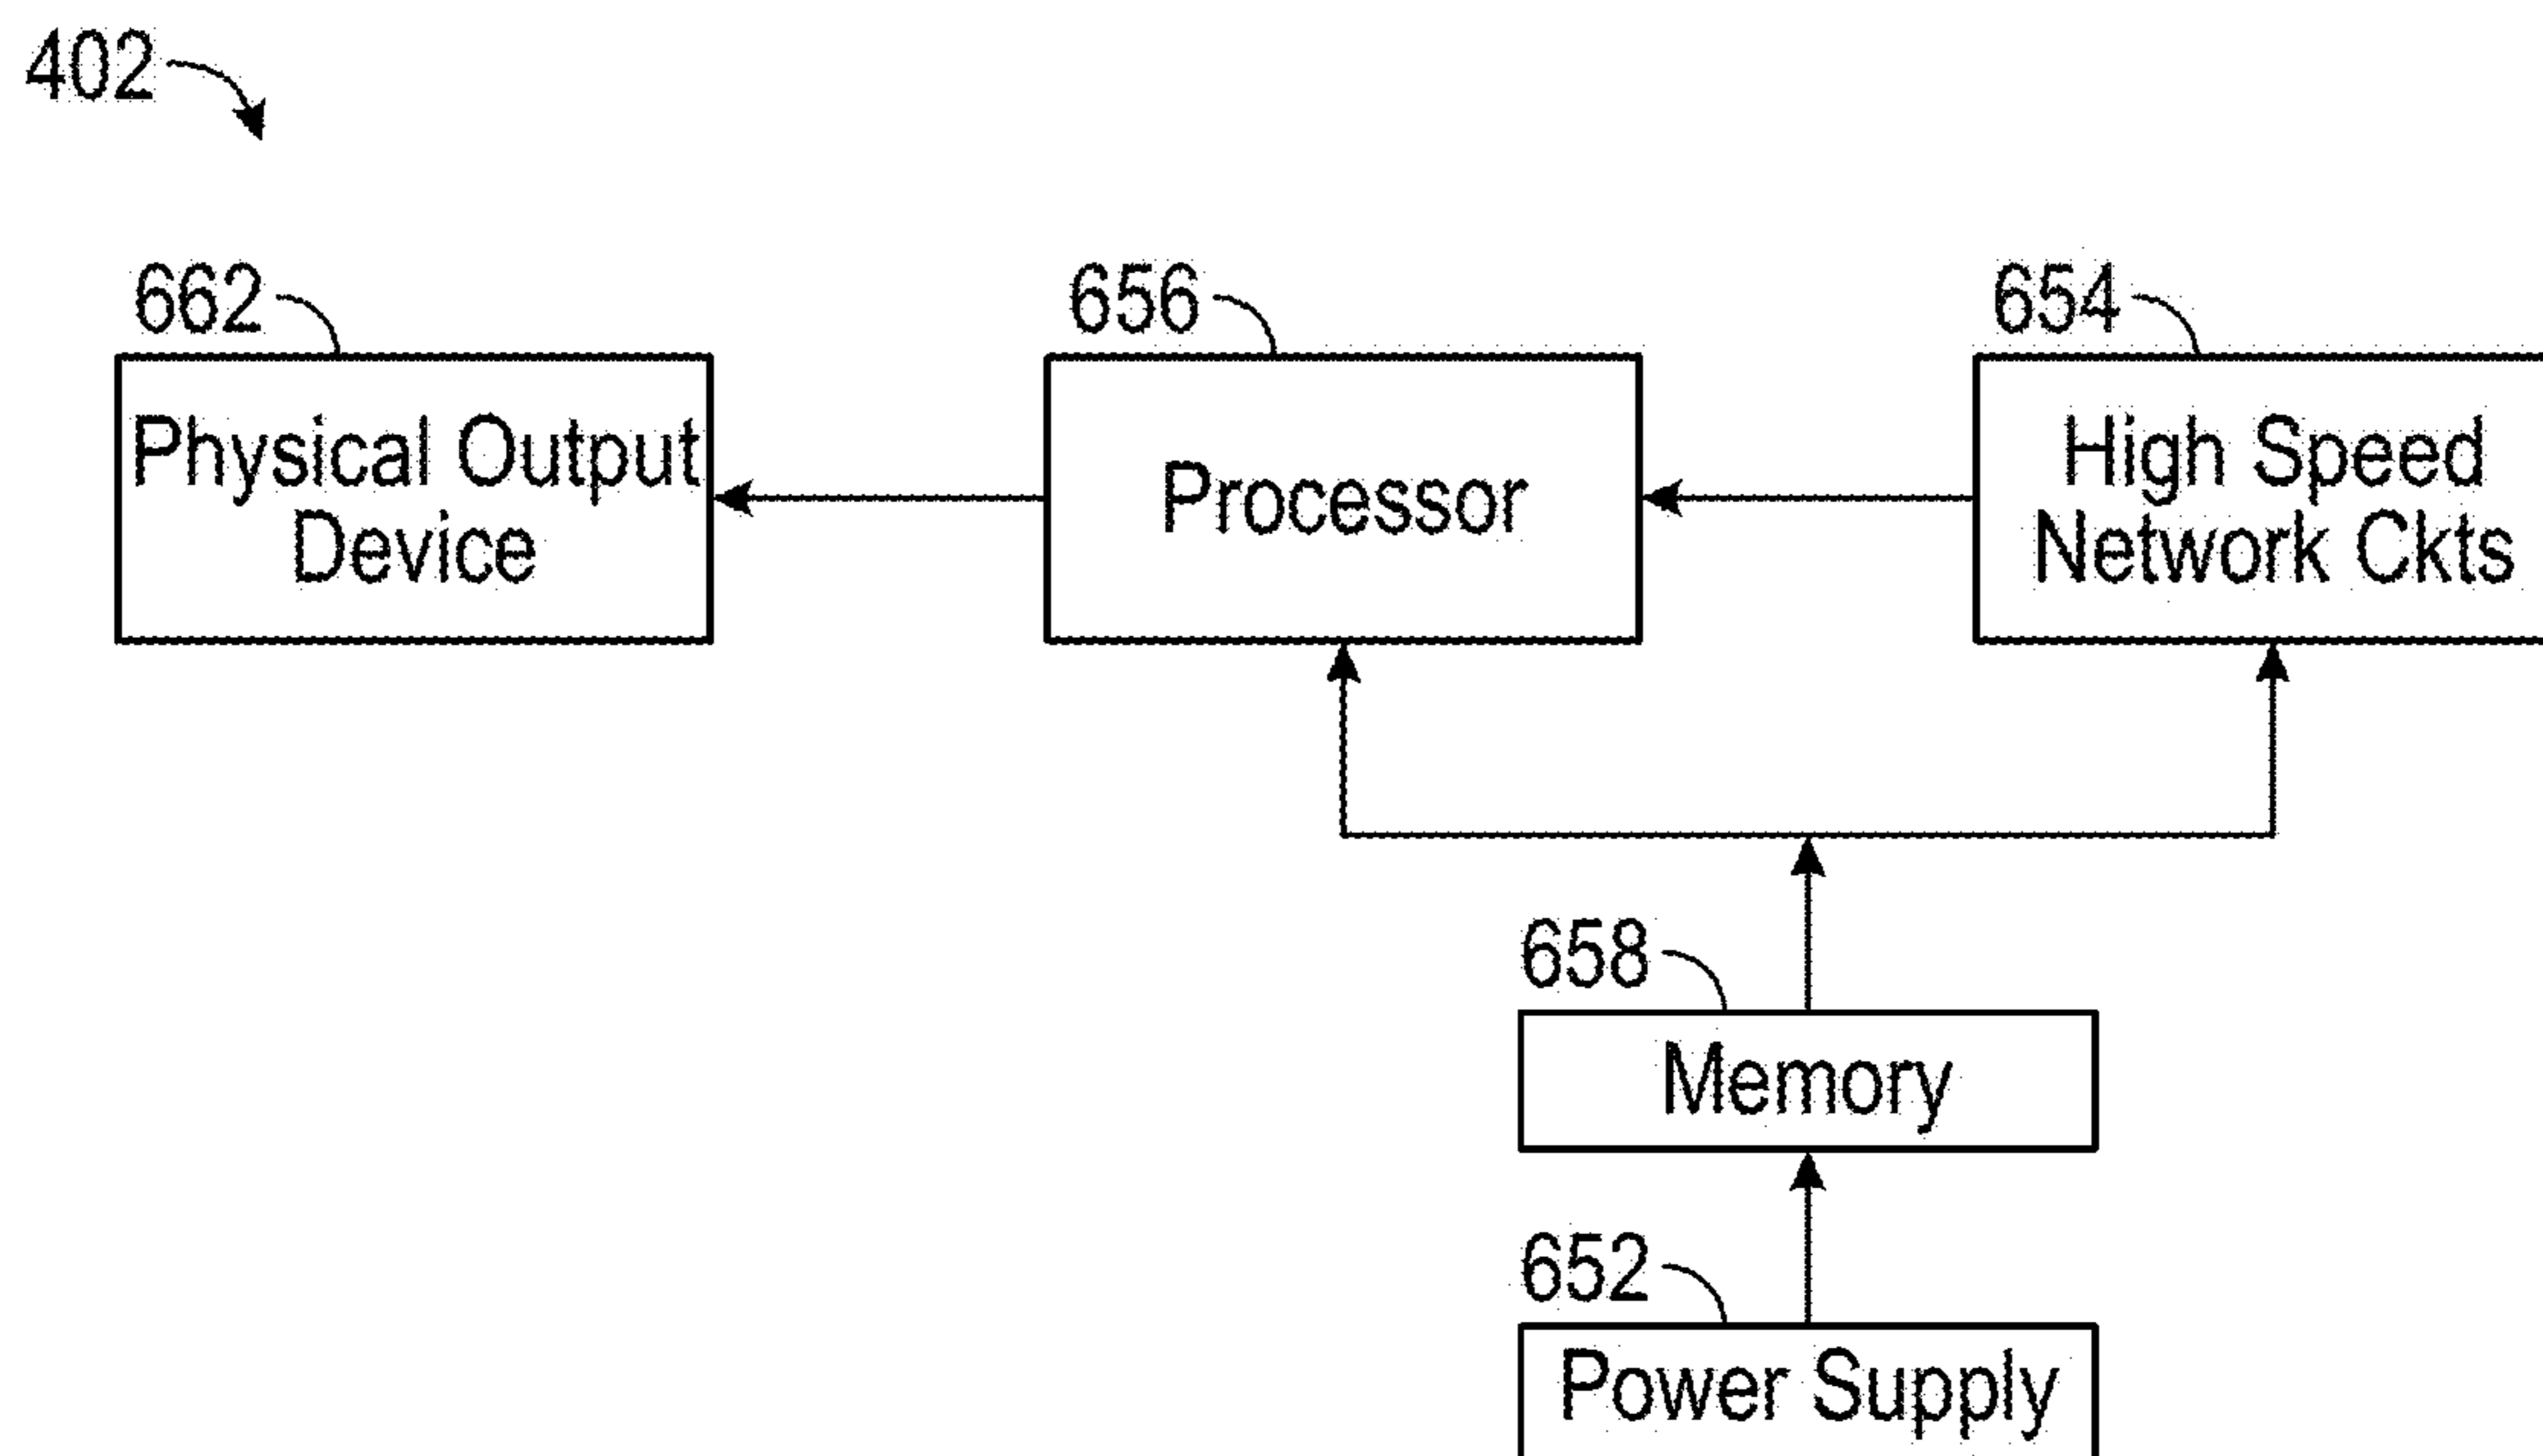 402
662
656
654
Physical Output
Device
Processor
High Speed
Network Ckts
658
Memory
652
Power Supply